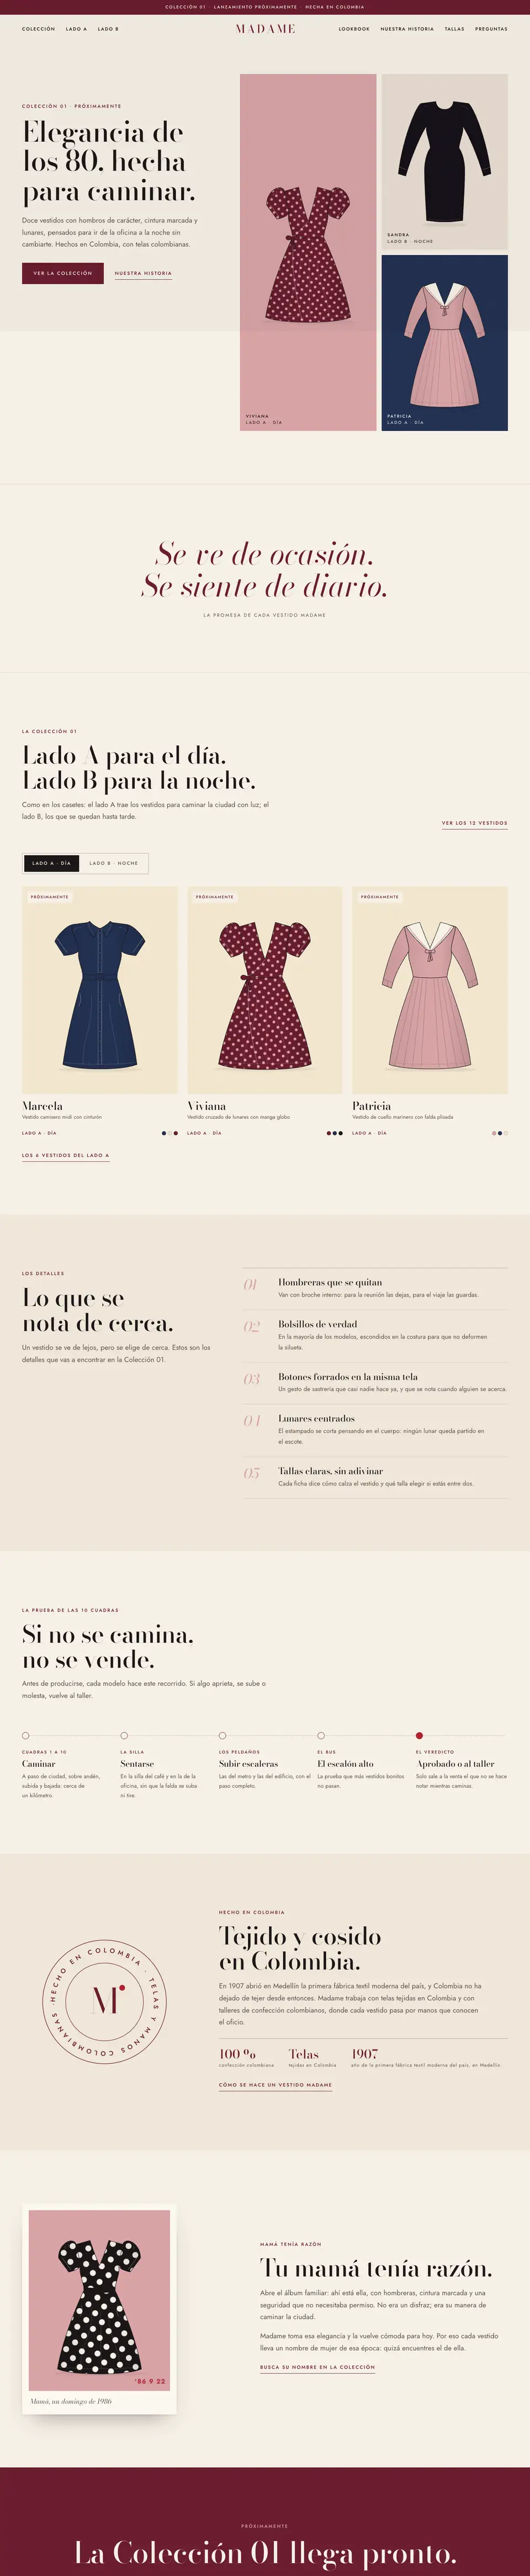 COLECCIÓN 01 · LANZAMIENTO PRÓXIMAMENTE · HECHA EN COLOMBIA
COLECCIÓN LADO A LADO B
MADAME
LOOKBOOK NUESTRA HISTORIA TALLAS PREGUNTAS
COLECCIÓN 01 · PRÓXIMAMENTE
Elegancia de
los 80, hecha
para caminar.
Doce vestidos con hombros de carácter, cintura marcada y
lunares, pensados para ir de la oficina a la noche sin
cambiarte. Hechos en Colombia, con telas colombianas.
VER LA COLECCIÓN
NUESTRA HISTORIA
VIVIANA
LADO A · DÍA
SANDRA
LADO B · NOCHE
PATRICIA
LADO A · DÍA
Se ve de ocasión.
Se siente de diario.
LA PROMESA DE CADA VESTIDO MADAME
LA COLECCIÓN 01
Lado A para el día.
Lado B para la noche.
Como en los casetes: el lado A trae los vestidos para caminar la ciudad con luz; el
lado B, los que se quedan hasta tarde.
VER LOS 12 VESTIDOS
LADO A · DÍA
LADO B · NOCHE
PRÓXIMAMENTE
PRÓXIMAMENTE
PRÓXIMAMENTE
Marcela
Vestido camisero midi con cinturón
LADO A · DÍA
Viviana
Vestido cruzado de lunares con manga globo
LADO A · DÍA
Patricia
Vestido de cuello marinero con falda plisada
LADO A · DÍA
LOS 6 VESTIDOS DEL LADO A
LOS DETALLES
Lo que se
nota de cerca.
Un vestido se ve de lejos, pero se elige de cerca. Estos son los
detalles que vas a encontrar en la Colección 01.
01
Hombreras que se quitan
Van con broche interno: para la reunión las dejas, para el viaje las guardas.
02
Bolsillos de verdad
En la mayoría de los modelos, escondidos en la costura para que no deformen
la silueta.
03
Botones forrados en la misma tela
Un gesto de sastrería que casi nadie hace ya, y que se nota cuando alguien se acerca.
04
Lunares centrados
El estampado se corta pensando en el cuerpo: ningún lunar queda partido en
el escote.
05
Tallas claras, sin adivinar
Cada ficha dice cómo calza el vestido y qué talla elegir si estás entre dos.
LA PRUEBA DE LAS 10 CUADRAS
Si no se camina,
no se vende.
Antes de producirse, cada modelo hace este recorrido. Si algo aprieta, se sube o
molesta, vuelve al taller.
CUADRAS 1 A 10
Caminar
A paso de ciudad, sobre andén,
subida y bajada: cerca de
un kilómetro.
LA SILLA
Sentarse
En la silla del café y en la de la
oficina, sin que la falda se suba
ni tire.
LOS PELDAÑOS
Subir escaleras
Las del metro y las del edificio, con el
paso completo.
EL BUS
El escalón alto
La prueba que más vestidos bonitos
no pasan.
EL VEREDICTO
Aprobado o al taller
Solo sale a la venta el que no se hace
notar mientras caminas.
HECHO EN COLOMBIA · TELAS Y MANOS COLOMBIANAS ·
M
HECHO EN COLOMBIA
Tejido y cosido
en Colombia.
En 1907 abrió en Medellín la primera fábrica textil moderna del país, y Colombia no ha
dejado de tejer desde entonces. Madame trabaja con telas tejidas en Colombia y con
talleres de confección colombianos, donde cada vestido pasa por manos que conocen
el oficio.
100 %
confección colombiana
Telas
tejidas en Colombia
1907
año de la primera fábrica textil moderna del país, en Medellín
CÓMO SE HACE UN VESTIDO MADAME
'86 9 22
Mamá, un domingo de 1986
MAMÁ TENÍA RAZÓN
Tu mamá tenía razón.
Abre el álbum familiar: ahí está ella, con hombreras, cintura marcada y una
seguridad que no necesitaba permiso. No era un disfraz; era su manera de
caminar la ciudad.
Madame toma esa elegancia y la vuelve cómoda para hoy. Por eso cada vestido
lleva un nombre de mujer de esa época: quizá encuentres el de ella.
BUSCA SU NOMBRE EN LA COLECCIÓN
PRÓXIMAMENTE
La Colección 01 llega pronto.